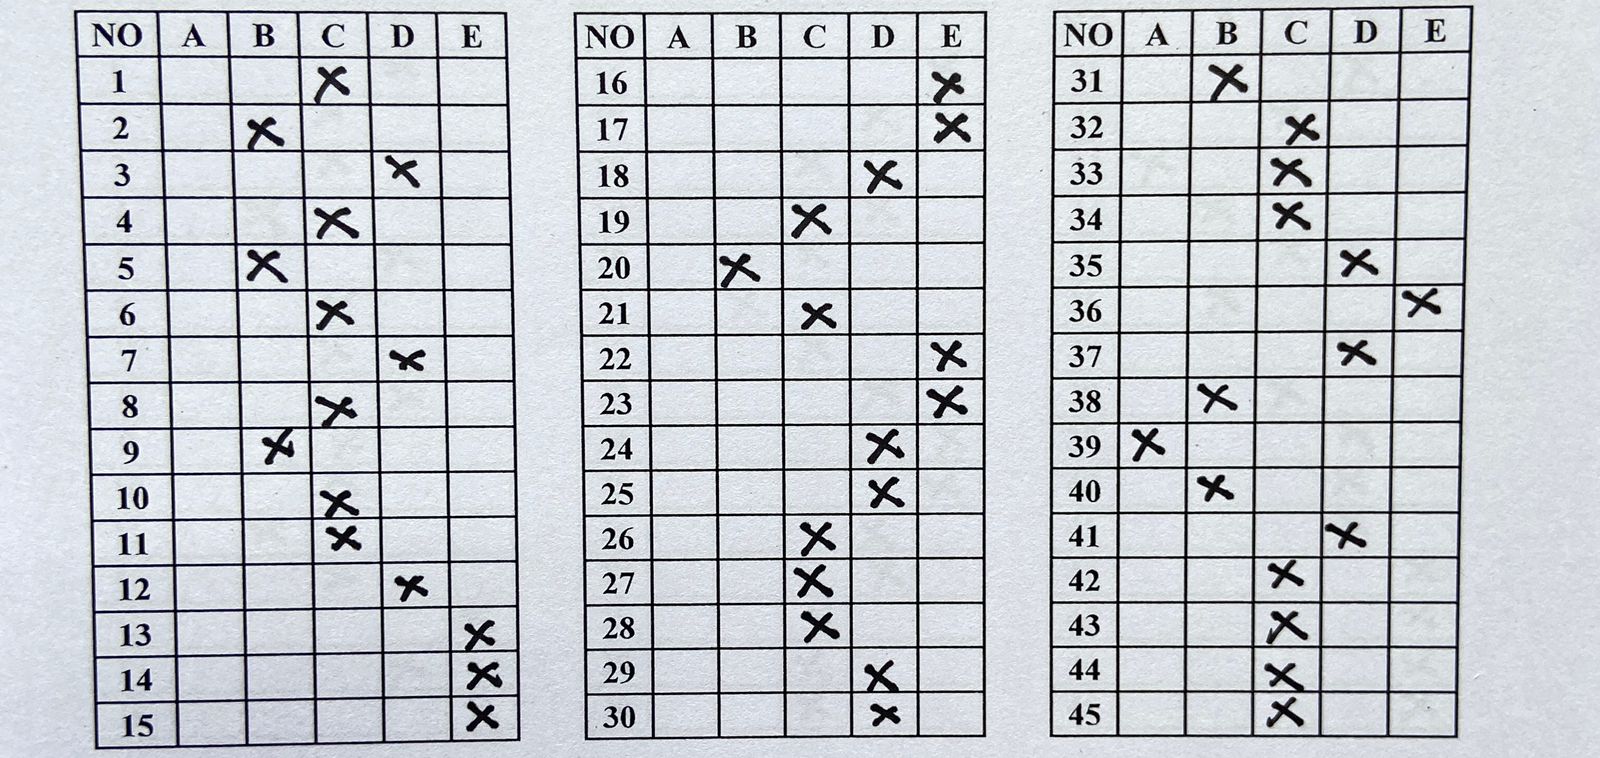 NO A B C D E
1 X
2 X
3 X
4 X
5 X
6 X
7 X
8 X
9 X
10 X
11 X
12 X
13 X
14 X
15 X
NO A B C D E
16 X
17 X
18 X
19 X
20 X
21 X
22 X
23 X
24 X
25 X
26 X
27 X
28 X
29 X
30 X
NO A B C D E
31 X
32 X
33 X
34 X
35 X
36 X
37 X
38 X
39 X
40 X
41 X
42 X
43 X
44 X
45 X